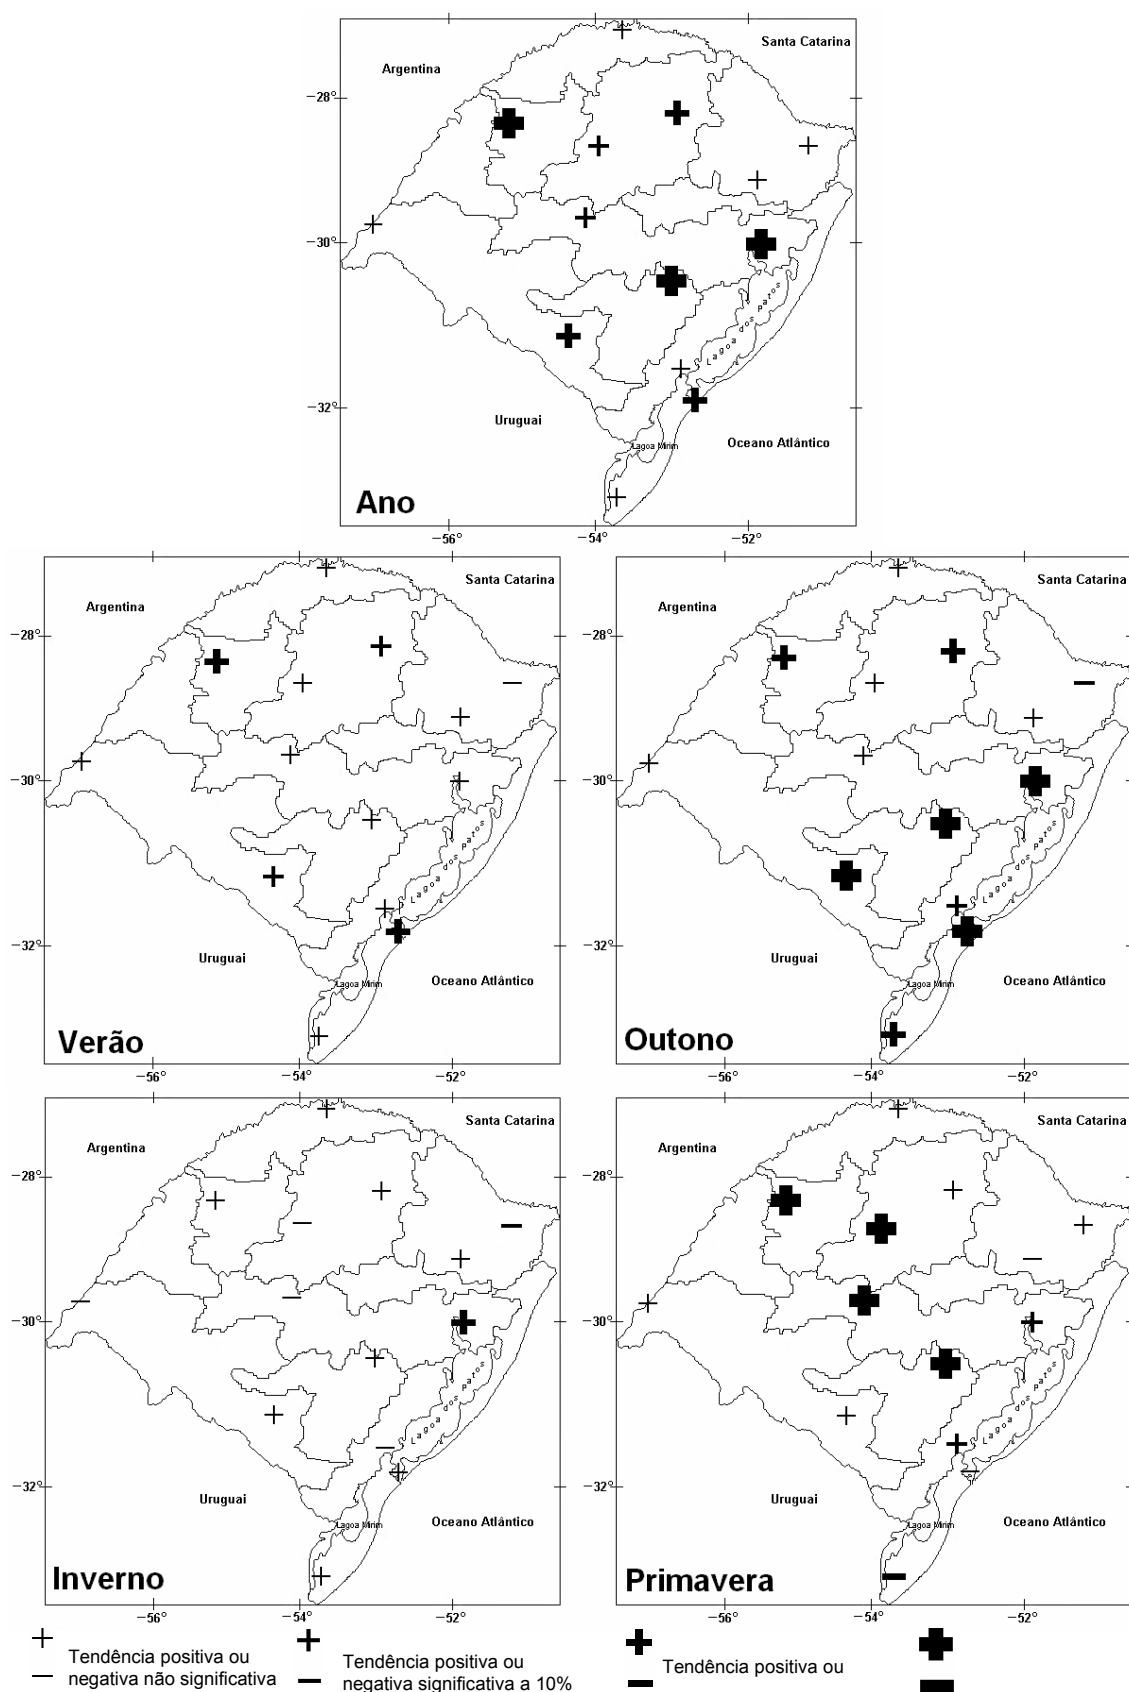 Santa Catarina
Argentina
−28°
−30°
Lagoa dos Patos
−32°
Uruguai
Lagoa Mirim
Oceano Atlântico
Ano
−56°
−54°
−52°
Santa Catarina
Argentina
−28°
−30°
Lagoa dos Patos
−32°
Uruguai
Lagoa Mirim
Oceano Atlântico
Verão
−56°
−54°
−52°
Santa Catarina
Argentina
−28°
−30°
Lagoa dos Patos
−32°
Uruguai
Lagoa Mirim
Oceano Atlântico
Outono
−56°
−54°
−52°
Santa Catarina
Argentina
−28°
−30°
Lagoa dos Patos
−32°
Uruguai
Lagoa Mirim
Oceano Atlântico
Inverno
−56°
−54°
−52°
Santa Catarina
Argentina
−28°
−30°
Lagoa dos Patos
−32°
Uruguai
Lagoa Mirim
Oceano Atlântico
Primavera
−56°
−54°
−52°
Tendência positiva ou
negativa não significativa
Tendência positiva ou
negativa significativa a 10%
Tendência positiva ou